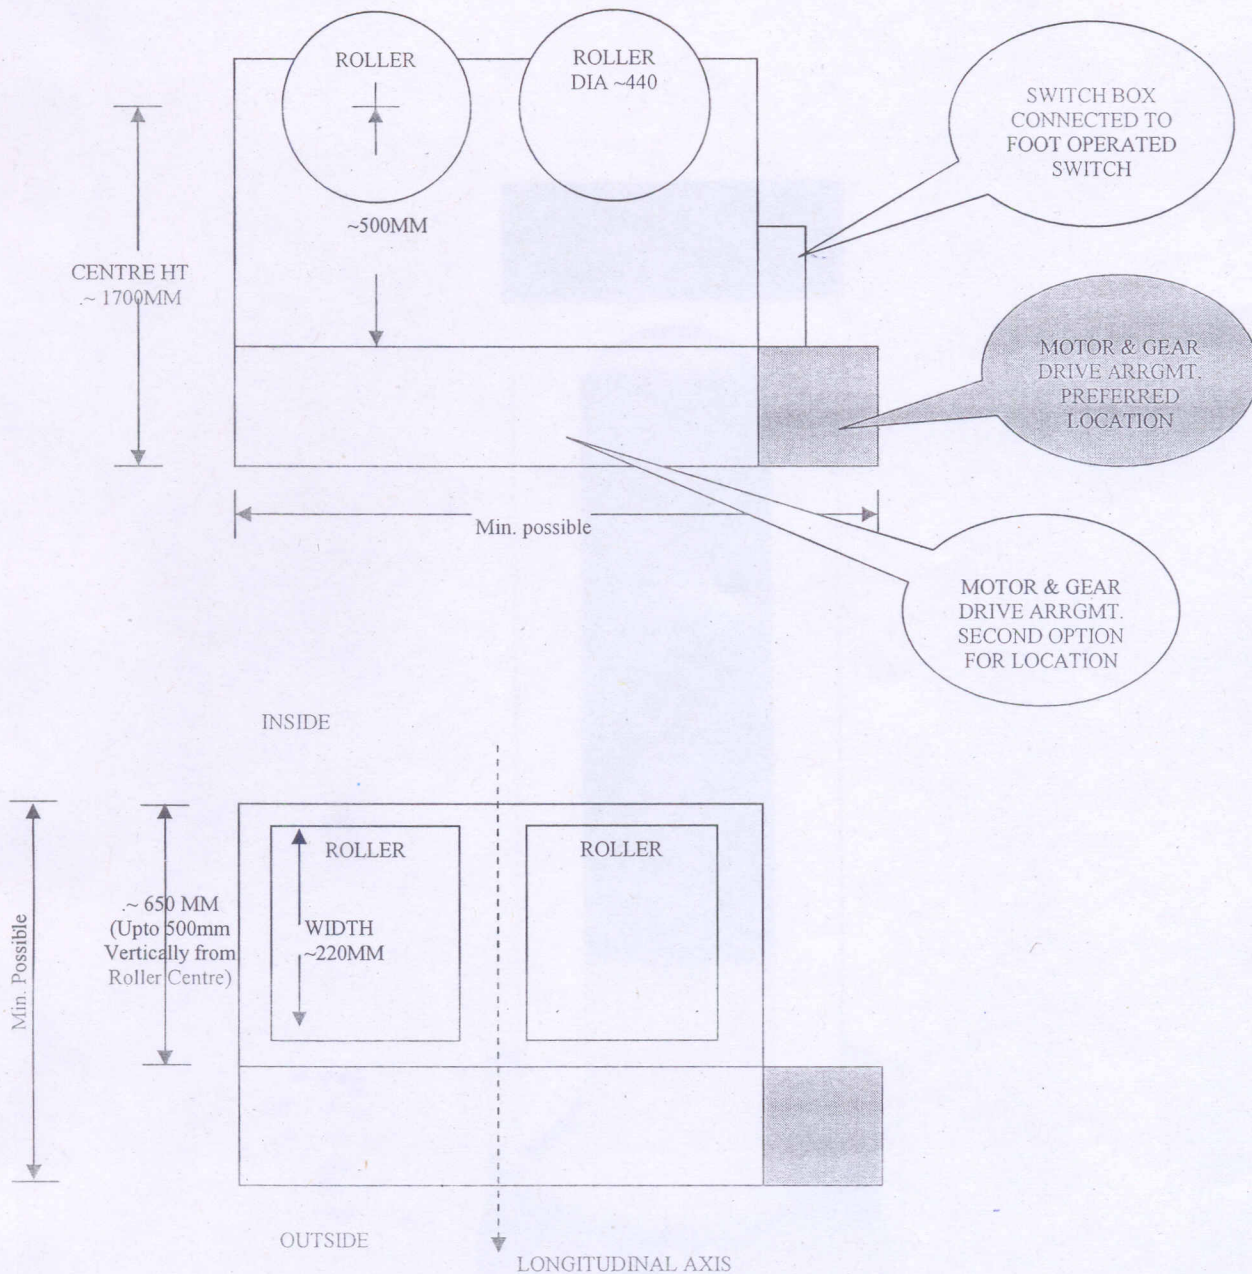 ROLLER
ROLLER
DIA ~440
SWITCH BOX
CONNECTED TO
FOOT OPERATED
SWITCH
~500MM
CENTRE HT
.~ 1700MM
MOTOR & GEAR
DRIVE ARRGMT.
PREFERRED
LOCATION
Min. possible
MOTOR & GEAR
DRIVE ARRGMT.
SECOND OPTION
FOR LOCATION
INSIDE
ROLLER
ROLLER
.~ 650 MM
(Upto 500mm
Vertically from
Roller Centre)
WIDTH
~220MM
Min. Possible
OUTSIDE
LONGITUDINAL AXIS